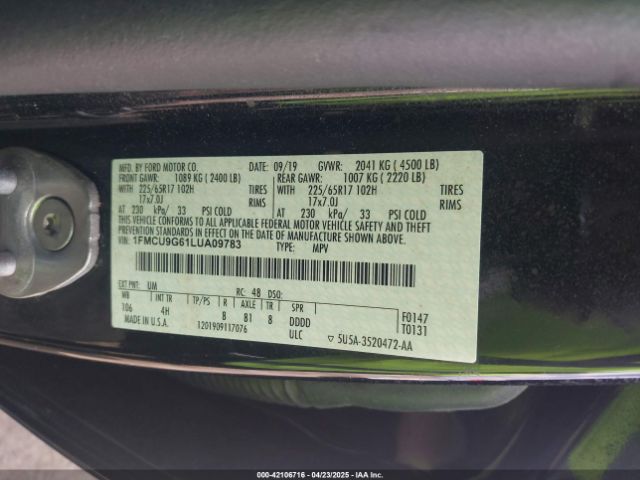 MFD. BY FORD MOTOR CO. DATE: 09/19 GVWR: 2041 KG ( 4500 LB)
FRONT GAWR: 1089 KG ( 2400 LB) REAR GAWR: 1007 KG ( 2220 LB)
WITH 225/65R17 102H TIRES WITH 225/65R17 102H TIRES
17x7.0J RIMS 17x7.0J RIMS
AT 230 kPa/ 33 PSI COLD AT 230 kPa/ 33 PSI COLD
THIS VEHICLE CONFORMS TO ALL APPLICABLE FEDERAL MOTOR VEHICLE
SAFETY AND THEFT PREVENTION STANDARDS IN EFFECT ON THE DATE OF
MANUFACTURE SHOWN ABOVE.
VIN: 1FMCU9G61LUA09783
TYPE: MPV
EXT PNT: UM RC: 48 DSO:
WB INT TR TP/PS R AXLE TR SPR
106 4H 8 81 8 DDDD F0147
MADE IN U.S.A. 1201909117076 ULC T0131
▽ 5U5A-3520472-AA
000-42106716 - 04/23/2025 - IAA Inc.